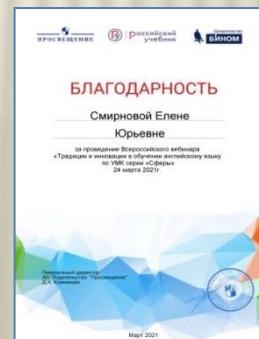 ПРОСВЕЩЕНИЕ
российский учебник
БИНОМ
БЛАГОДАРНОСТЬ
Смирновой Елене
Юрьевне
за проведение Всероссийского вебинара
«Традиции и инновации в обучении английскому языку
по УМК серии «Сферы»
24 марта 2021г.
Генеральный директор
АО "Издательство "Просвещение"
Март 2021